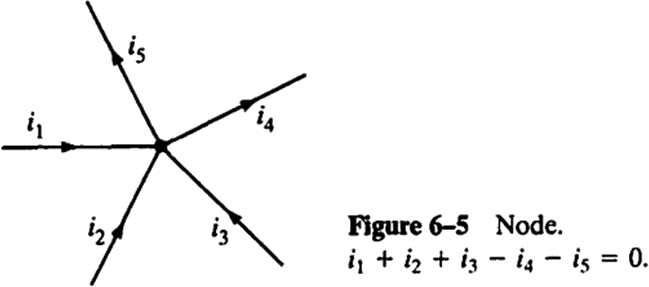 i₅
i₄
i₁
i₂
i₃
Figure 6–5 Node.
i₁ + i₂ + i₃ − i₄ − i₅ = 0.